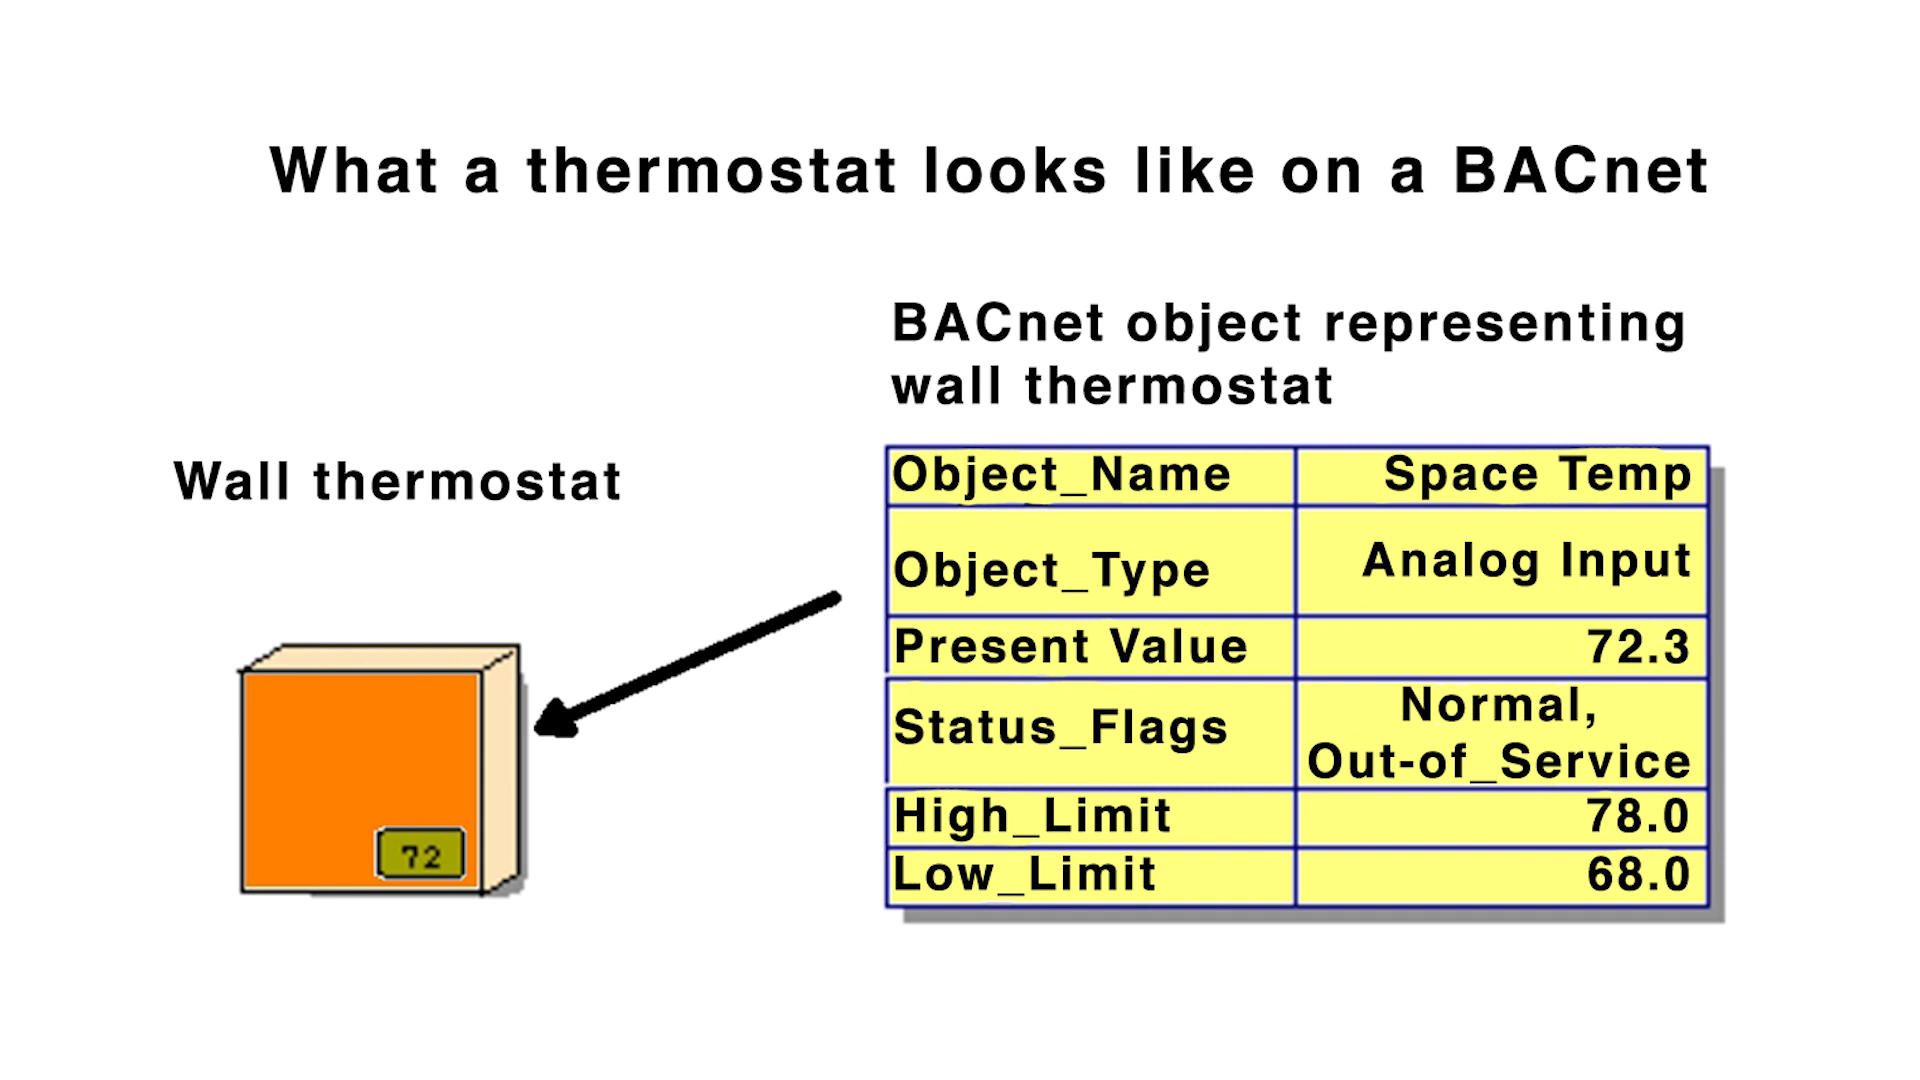 What a thermostat looks like on a BACnet
BACnet object representing
wall thermostat
Wall thermostat
72
Object_Name Space Temp
Object_Type Analog Input
Present Value 72.3
Status_Flags Normal,
Out-of_Service
High_Limit 78.0
Low_Limit 68.0